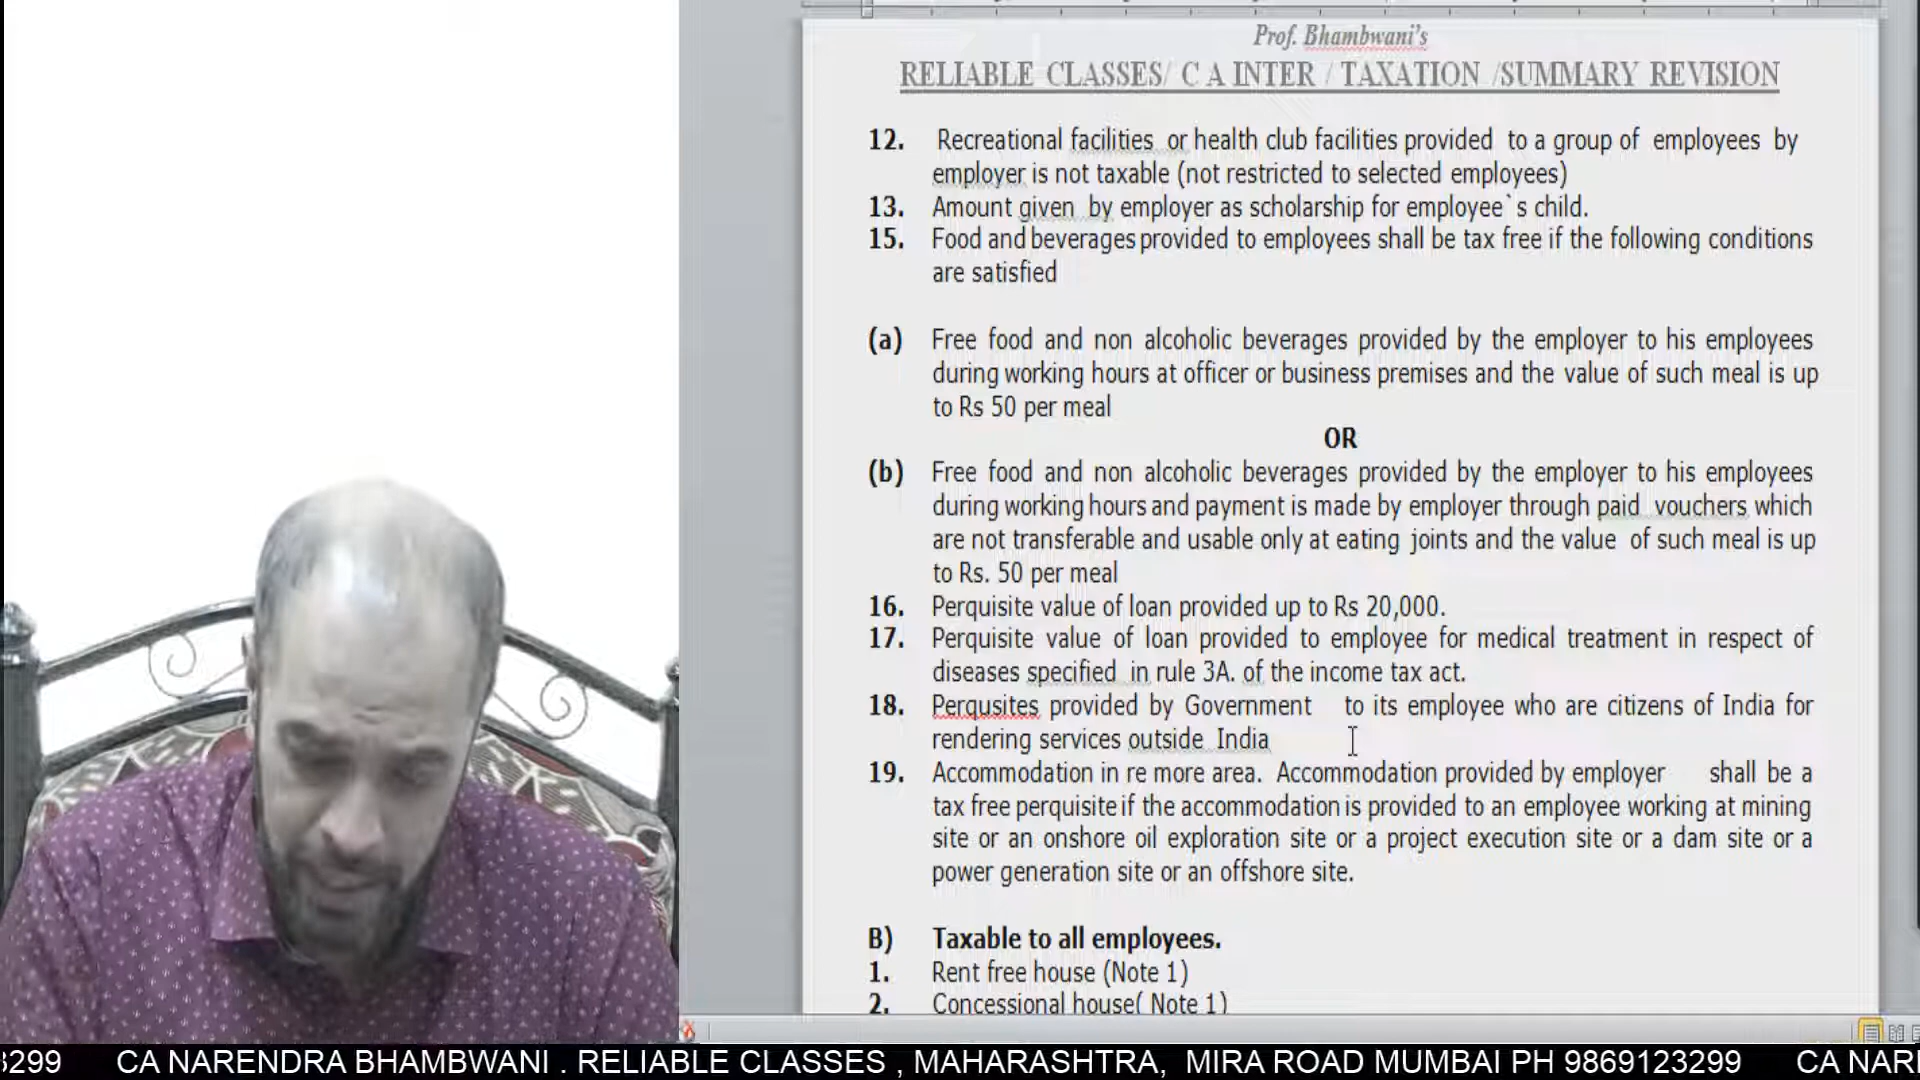 Prof. Bhambwani's
RELIABLE CLASSES/ C A INTER / TAXATION /SUMMARY REVISION
12. Recreational facilities or health club facilities provided to a group of employees by
employer is not taxable (not restricted to selected employees)
13. Amount given by employer as scholarship for employee`s child.
15. Food and beverages provided to employees shall be tax free if the following conditions
are satisfied
(a) Free food and non alcoholic beverages provided by the employer to his employees
during working hours at officer or business premises and the value of such meal is up
to Rs 50 per meal
OR
(b) Free food and non alcoholic beverages provided by the employer to his employees
during working hours and payment is made by employer through paid vouchers which
are not transferable and usable only at eating joints and the value of such meal is up
to Rs. 50 per meal
16. Perquisite value of loan provided up to Rs 20,000.
17. Perquisite value of loan provided to employee for medical treatment in respect of
diseases specified in rule 3A. of the income tax act.
18. Perqusites provided by Government to its employee who are citizens of India for
rendering services outside India
19. Accommodation in re more area. Accommodation provided by employer shall be a
tax free perquisite if the accommodation is provided to an employee working at mining
site or an onshore oil exploration site or a project execution site or a dam site or a
power generation site or an offshore site.
B) Taxable to all employees.
1. Rent free house (Note 1)
2. Concessional house( Note 1)
3299 CA NARENDRA BHAMBWANI . RELIABLE CLASSES , MAHARASHTRA, MIRA ROAD MUMBAI PH 9869123299 CA NAR